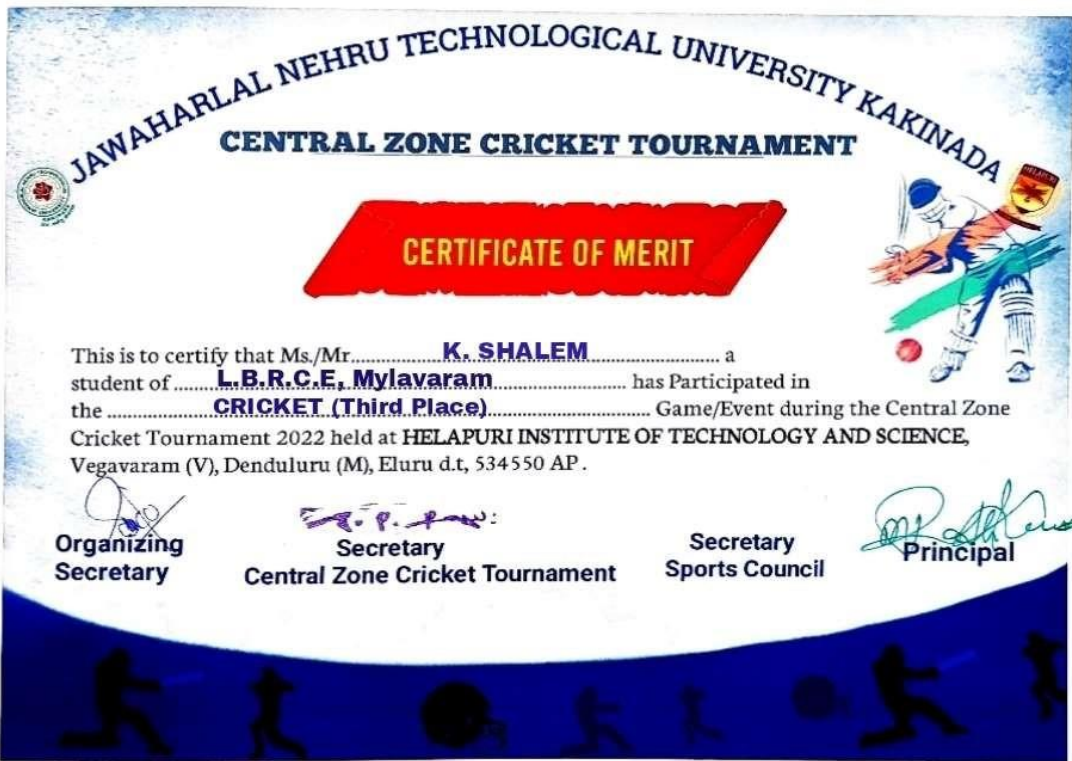 JAWAHARLAL NEHRU TECHNOLOGICAL UNIVERSITY KAKINADA
CENTRAL ZONE CRICKET TOURNAMENT
HELAPURI
CERTIFICATE OF MERIT
This is to certify that Ms./Mr. K. SHALEM a
student of L.B.R.C.E, Mylavaram has Participated in
the CRICKET (Third Place) Game/Event during the Central Zone
Cricket Tournament 2022 held at HELAPURI INSTITUTE OF TECHNOLOGY AND SCIENCE,
Vegavaram (V), Denduluru (M), Eluru d.t, 534550 AP.
Organizing
Secretary
Secretary
Central Zone Cricket Tournament
Secretary
Sports Council
Principal